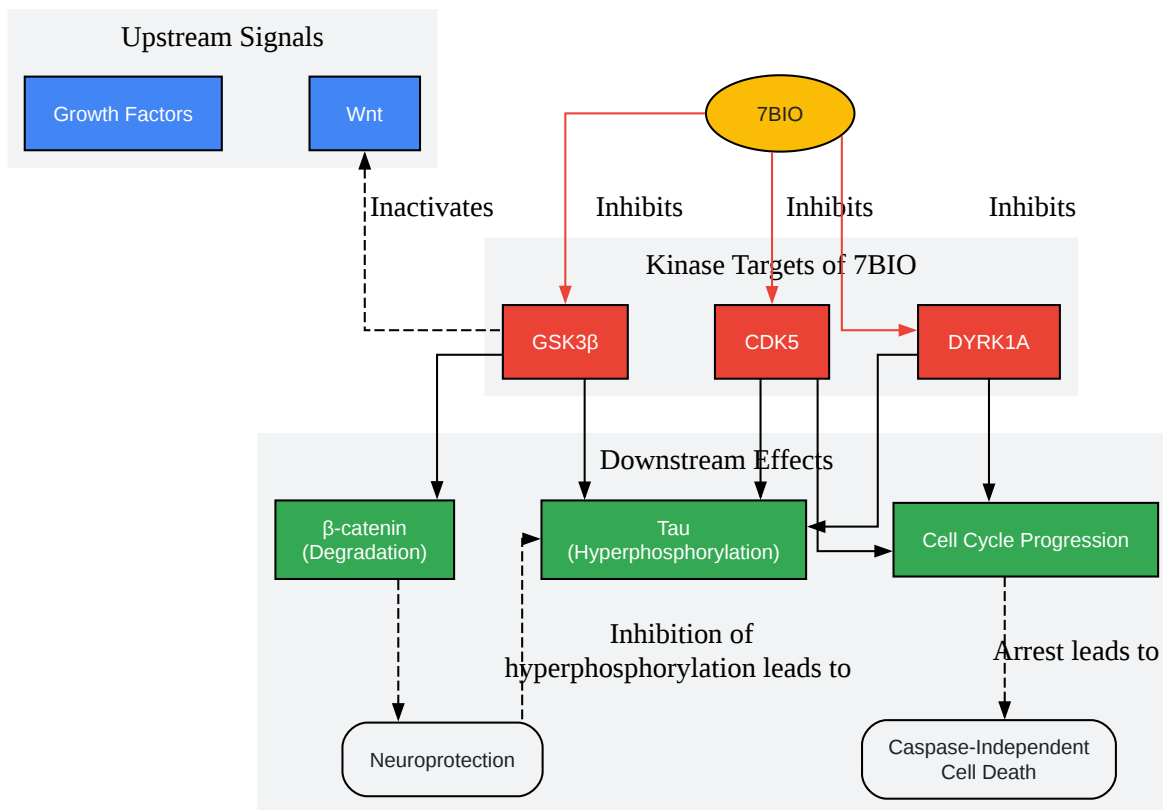 Upstream Signals
Growth Factors
Wnt
7BIO
Inactivates
Inhibits
Inhibits
Inhibits
Kinase Targets of 7BIO
GSK3β
CDK5
DYRK1A
Downstream Effects
β-catenin
(Degradation)
Tau
(Hyperphosphorylation)
Cell Cycle Progression
Inhibition of
hyperphosphorylation leads to
Arrest leads to
Neuroprotection
Caspase-Independent
Cell Death